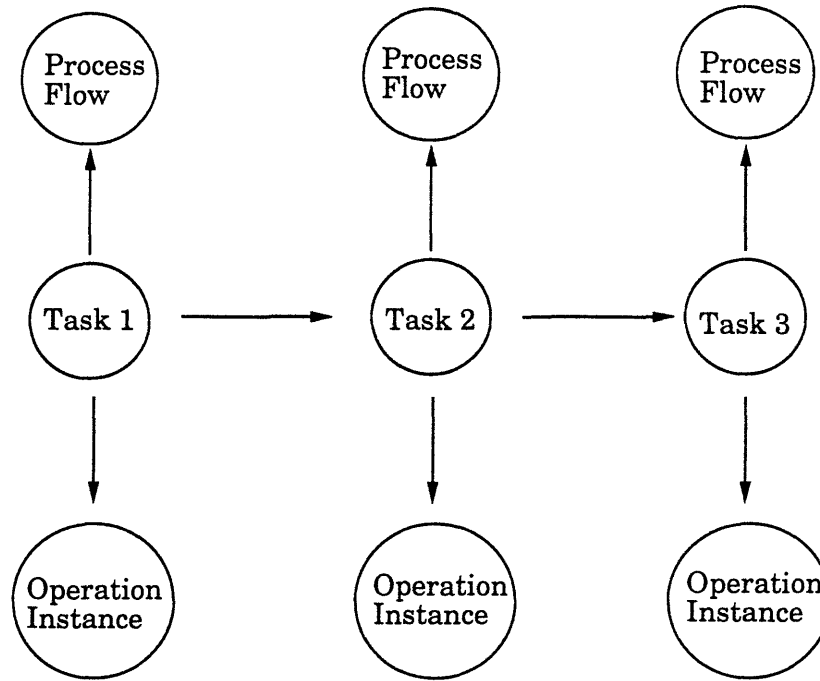 Process
Flow
Process
Flow
Process
Flow
Task 1
Task 2
Task 3
Operation
Instance
Operation
Instance
Operation
Instance